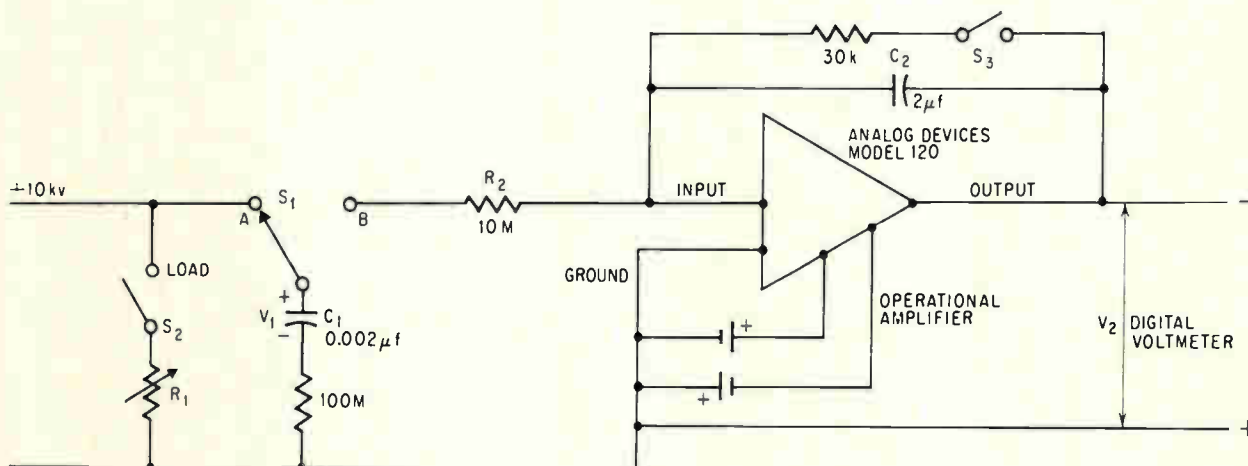 30k
S3
C2
2μf
ANALOG DEVICES
MODEL 120
+10kv
A
S1
B
R2
10M
INPUT
OUTPUT
LOAD
GROUND
S2
V1
+
-
C1
0.002μf
OPERATIONAL
AMPLIFIER
V2 DIGITAL
VOLTMETER
R1
100M
+
+
-
+